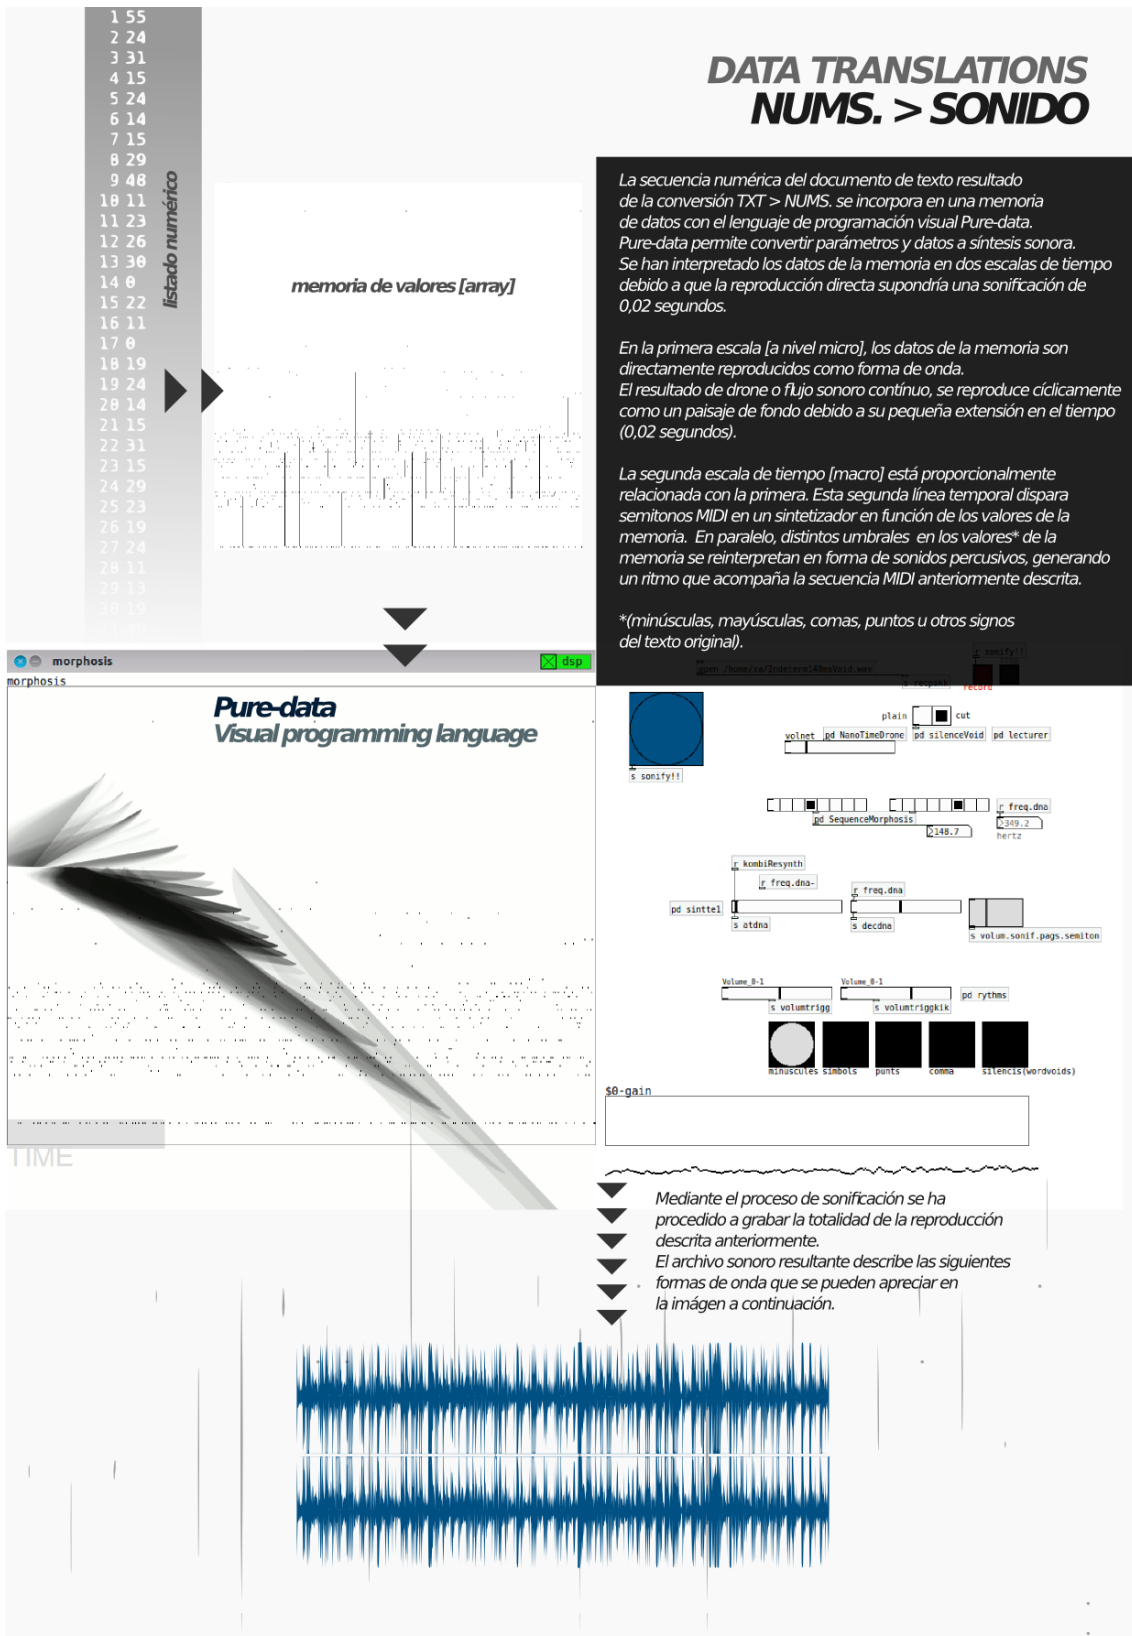 1 55
2 24
3 31
4 15
5 24
6 14
7 15
8 29
9 48
10 11
11 23
12 26
13 30
14 0
15 22
16 11
17 0
18 19
19 24
20 14
21 15
22 31
23 15
24 29
25 23
26 19
27 24
28 11
29 13
30 19
listado numérico
DATA TRANSLATIONS
NUMS. > SONIDO
memoria de valores [array]
La secuencia numérica del documento de texto resultado
de la conversión TXT > NUMS. se incorpora en una memoria
de datos con el lenguaje de programación visual Pure-data.
Pure-data permite convertir parámetros y datos a síntesis sonora.
Se han interpretado los datos de la memoria en dos escalas de tiempo
debido a que la reproducción directa supondría una sonificación de
0,02 segundos.
En la primera escala [a nivel micro], los datos de la memoria son
directamente reproducidos como forma de onda.
El resultado de drone o flujo sonoro contínuo, se reproduce cíclicamente
como un paisaje de fondo debido a su pequeña extensión en el tiempo
(0,02 segundos).
La segunda escala de tiempo [macro] está proporcionalmente
relacionada con la primera. Esta segunda línea temporal dispara
semitonos MIDI en un sintetizador en función de los valores de la
memoria. En paralelo, distintos umbrales en los valores* de la
memoria se reinterpretan en forma de sonidos percusivos, generando
un ritmo que acompaña la secuencia MIDI anteriormente descrita.
*(minúsculas, mayúsculas, comas, puntos u otros signos
del texto original).
morphosis
dsp
morphosis
Pure-data
Visual programming language
TIME
r sonify!!
record
s sonify!!
plain
cut
volnet
pd NanoTimeDrone
pd silenceVoid
pd lecturer
r freq.dna
pd SequenceMorphosis
148.7
349.2
hertz
r kombiResynth
r freq.dna-
r freq.dna
pd sintte1
s atdna
s decdna
s volum.sonif.pags.semiton
Volume_0-1
Volume_0-1
s volumtrigg
s volumtriggkik
pd rythms
minuscules
simbols
punts
comma
silencis(wordvoids)
$0-gain
Mediante el proceso de sonificación se ha
procedido a grabar la totalidad de la reproducción
descrita anteriormente.
El archivo sonoro resultante describe las siguientes
formas de onda que se pueden apreciar en
la imágen a continuación.